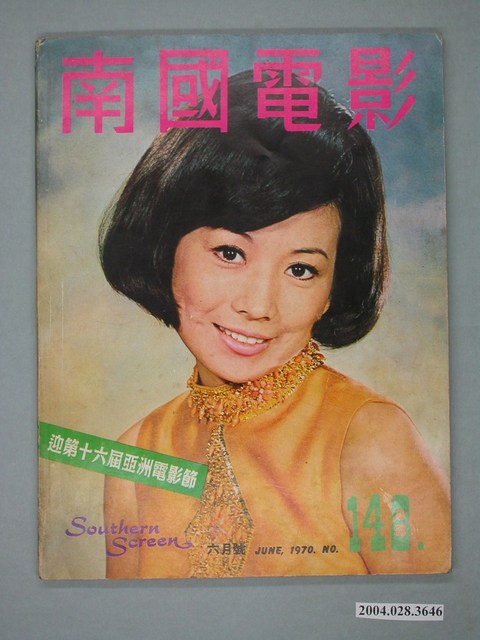 南國電影
迎第十六屆亞洲電影節
Southern
Screen
六月號 JUNE, 1970. NO. 148.
2004.028.3646